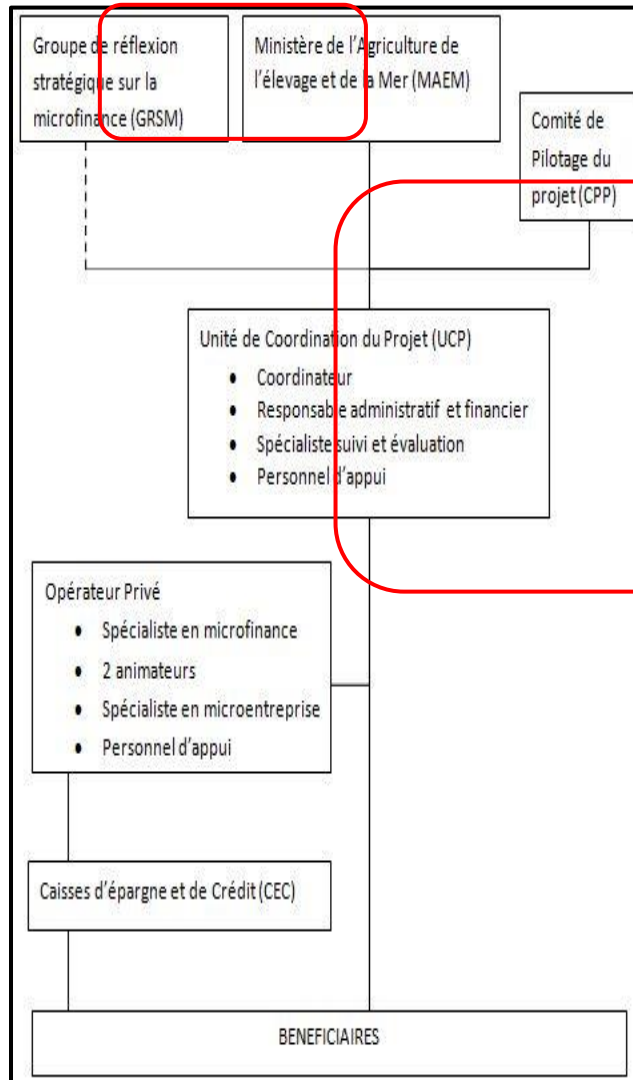 Groupe de réflexion
stratégique sur la
microfinance (GRSM)
Ministère de l'Agriculture de
l'élevage et de la Mer (MAEM)
Comité de
Pilotage du
projet (CPP)
Unité de Coordination du Projet (UCP)
• Coordinateur
• Responsable administratif et financier
• Spécialiste suivi et évaluation
• Personnel d'appui
Opérateur Privé
• Spécialiste en microfinance
• 2 animateurs
• Spécialiste en microentreprise
• Personnel d'appui
Caisses d'épargne et de Crédit (CEC)
BENEFICIAIRES